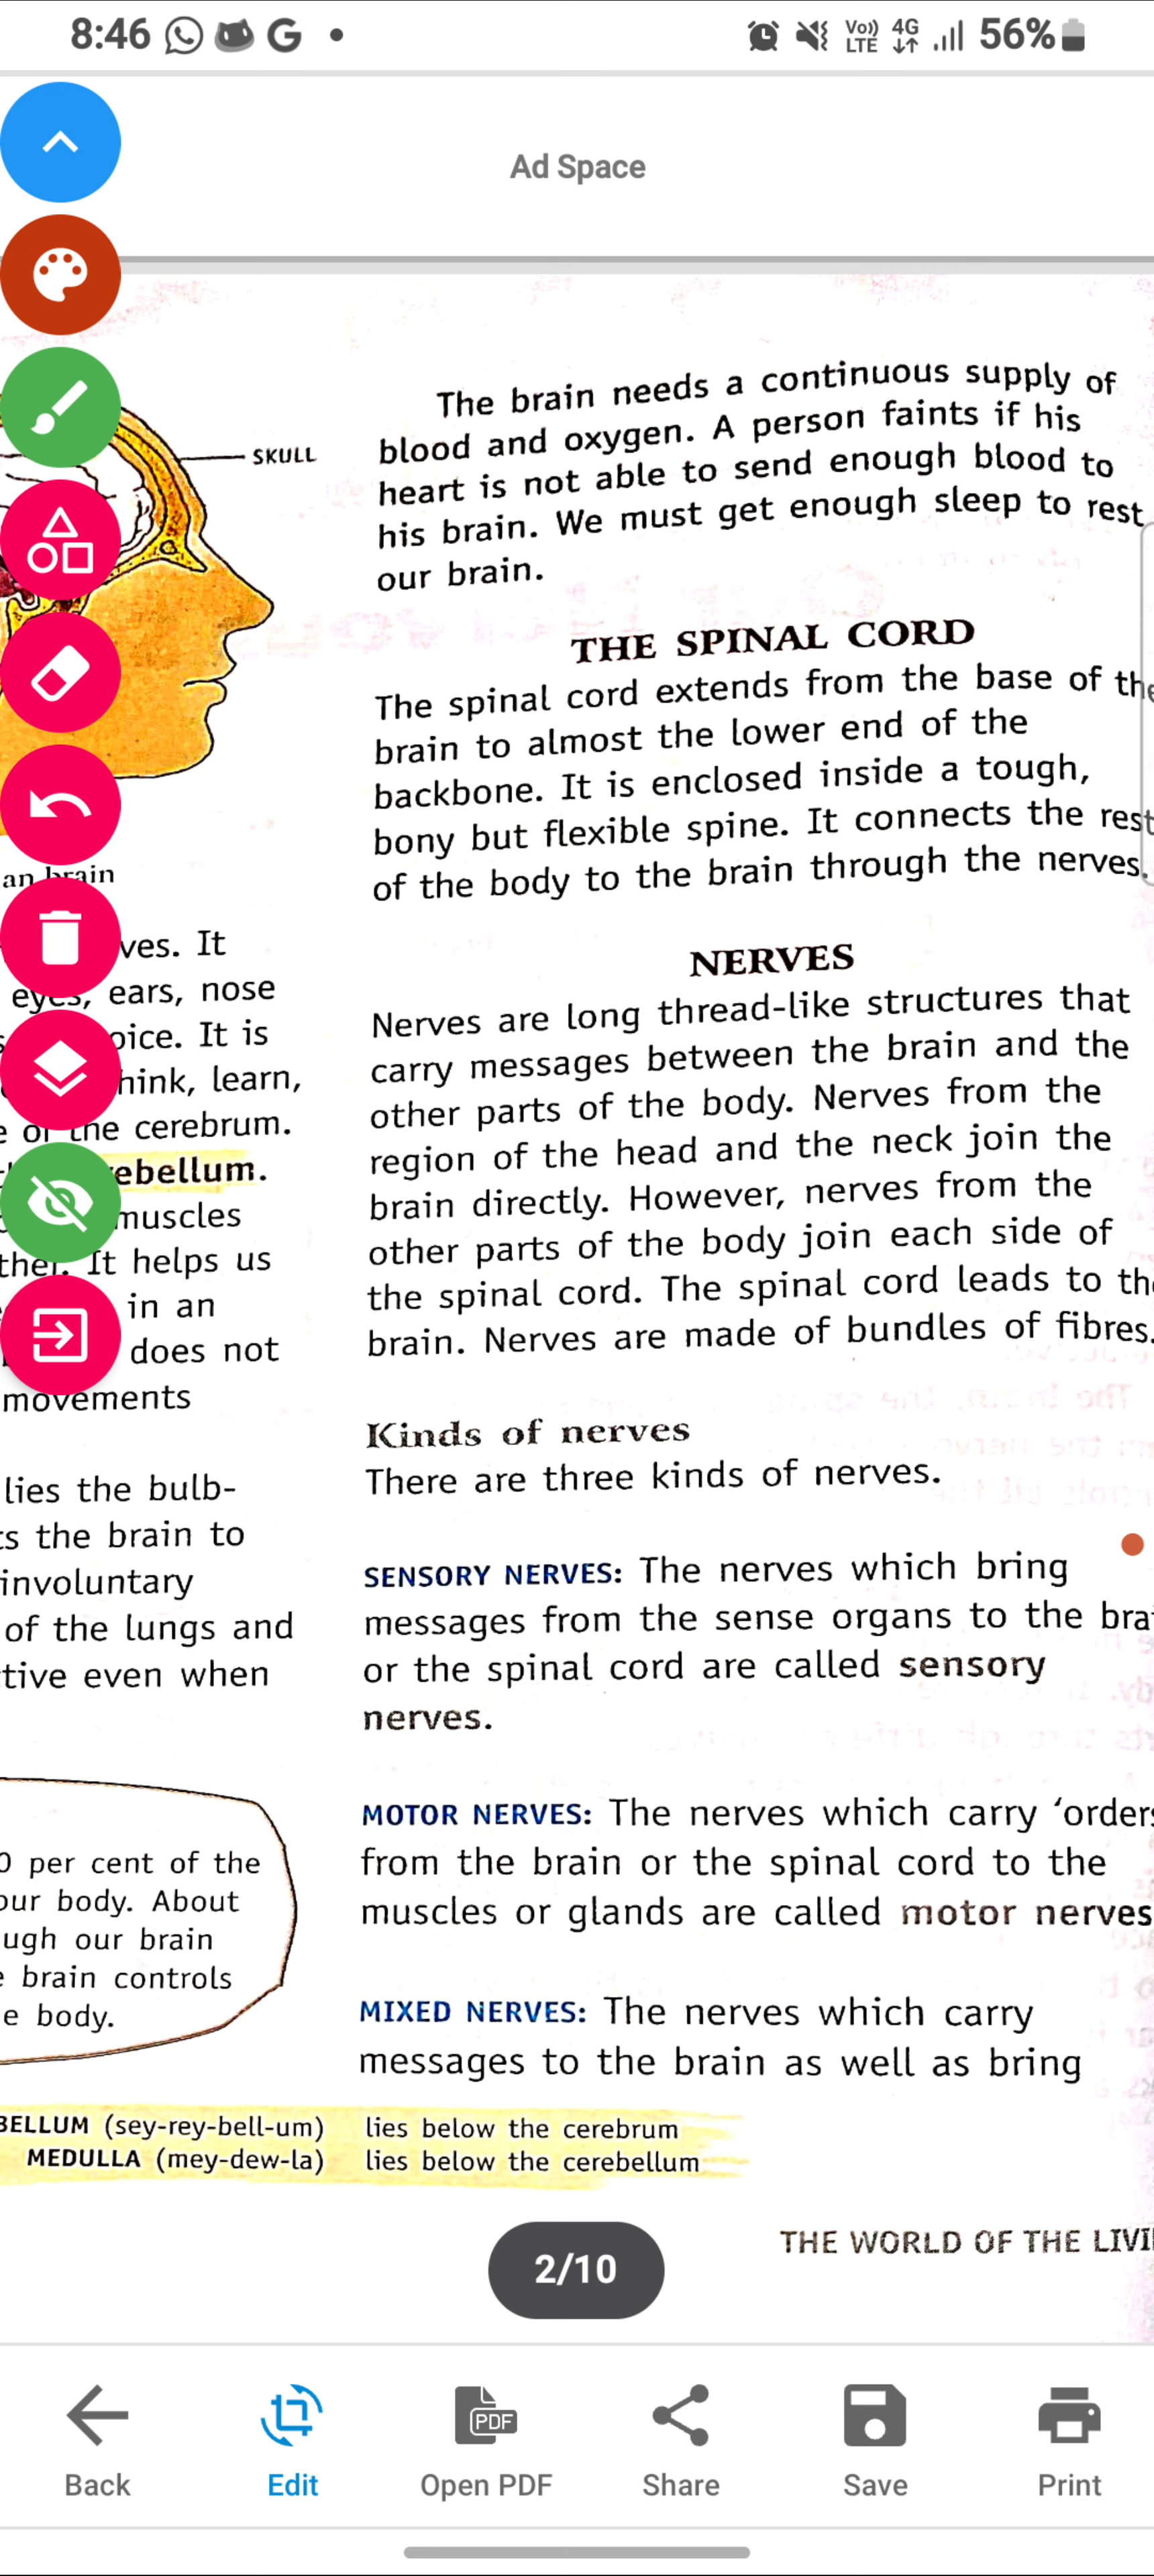 8:46
Vo)) LTE 4G 56%
Ad Space
SKULL
an brain
ves. It
eyes, ears, nose
oice. It is
hink, learn,
e of the cerebrum.
ebellum.
muscles
ther. It helps us
in an
does not
movements
lies the bulb-
ts the brain to
involuntary
of the lungs and
tive even when
0 per cent of the
our body. About
ugh our brain
e brain controls
e body.
The brain needs a continuous supply of
blood and oxygen. A person faints if his
heart is not able to send enough blood to
his brain. We must get enough sleep to rest
our brain.
THE SPINAL CORD
The spinal cord extends from the base of the
brain to almost the lower end of the
backbone. It is enclosed inside a tough,
bony but flexible spine. It connects the rest
of the body to the brain through the nerves.
NERVES
Nerves are long thread-like structures that
carry messages between the brain and the
other parts of the body. Nerves from the
region of the head and the neck join the
brain directly. However, nerves from the
other parts of the body join each side of
the spinal cord. The spinal cord leads to the
brain. Nerves are made of bundles of fibres.
Kinds of nerves
There are three kinds of nerves.
SENSORY NERVES: The nerves which bring
messages from the sense organs to the brai
or the spinal cord are called sensory
nerves.
MOTOR NERVES: The nerves which carry ‘orders
from the brain or the spinal cord to the
muscles or glands are called motor nerves
MIXED NERVES: The nerves which carry
messages to the brain as well as bring
BELLUM (sey-rey-bell-um) lies below the cerebrum
MEDULLA (mey-dew-la) lies below the cerebellum
THE WORLD OF THE LIVI
2/10
Back Edit Open PDF Share Save Print
PDF